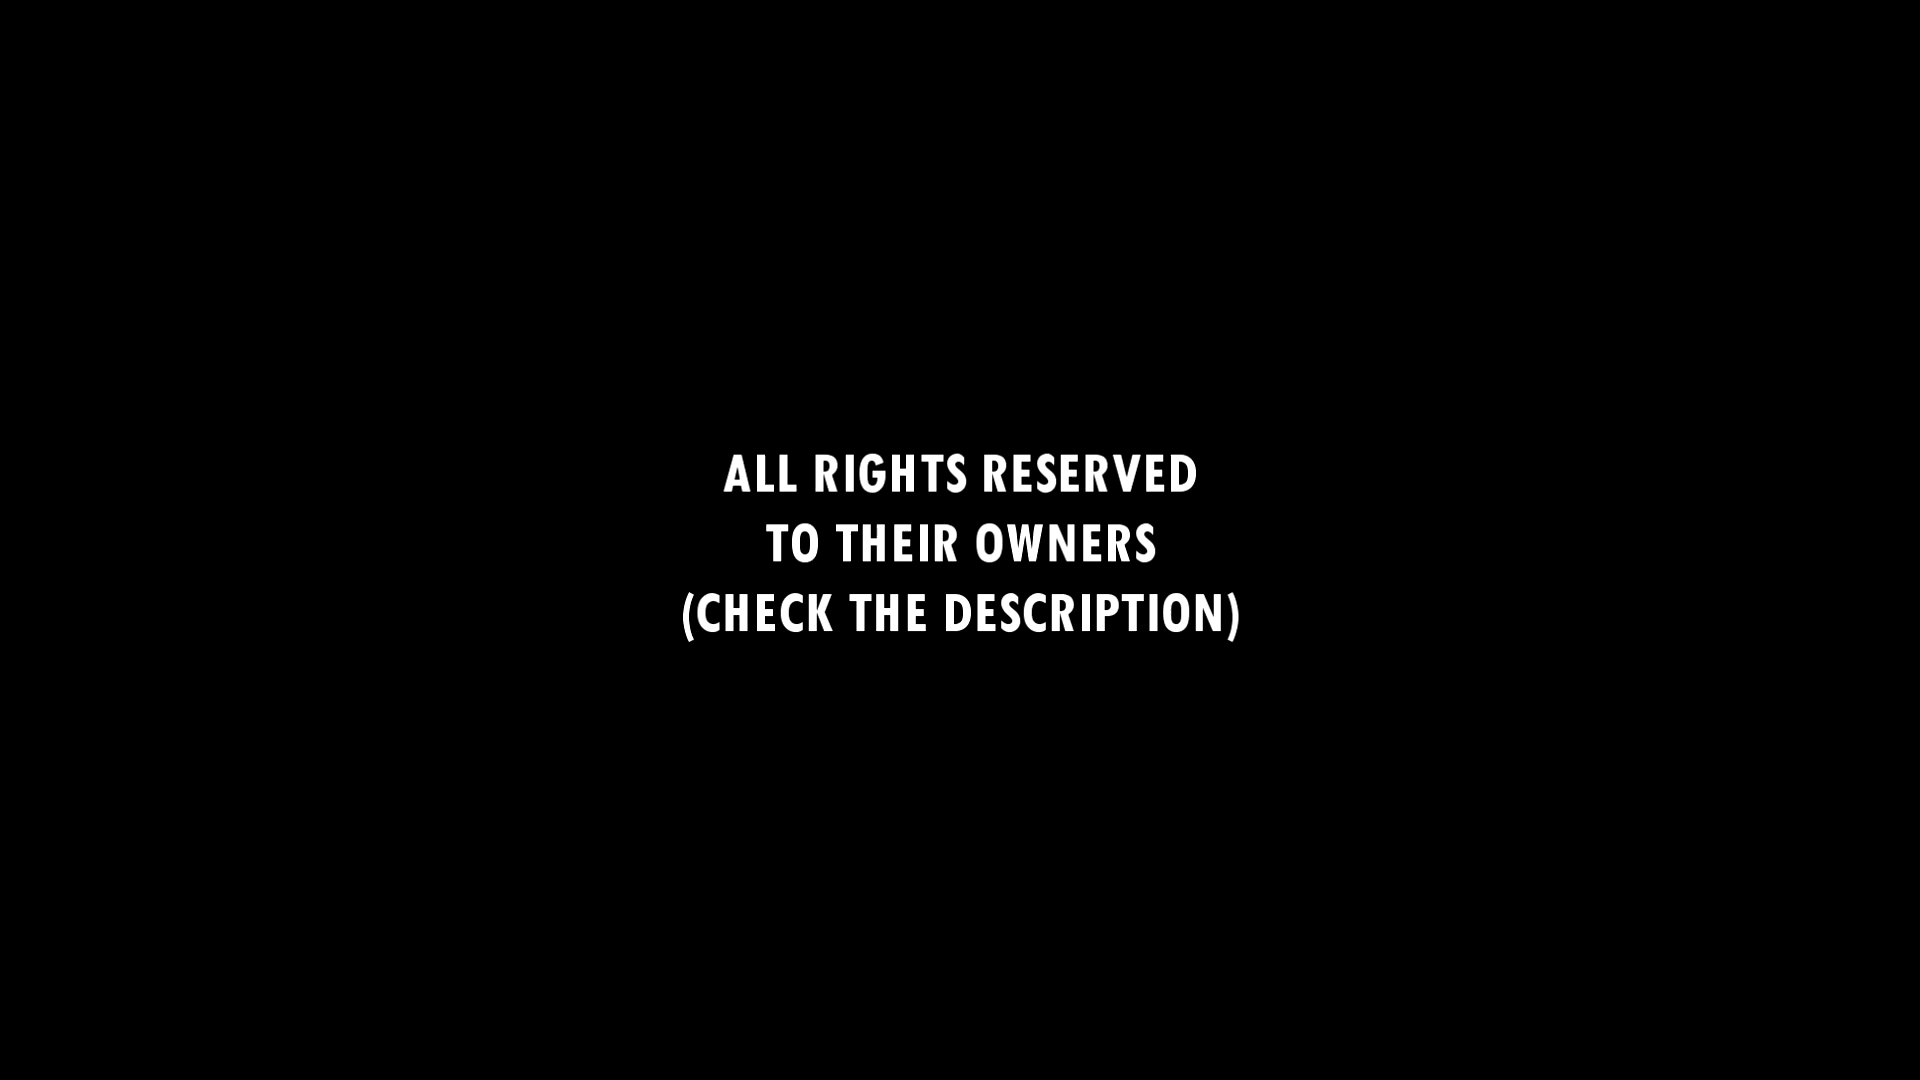 ALL RIGHTS RESERVED
TO THEIR OWNERS
(CHECK THE DESCRIPTION)